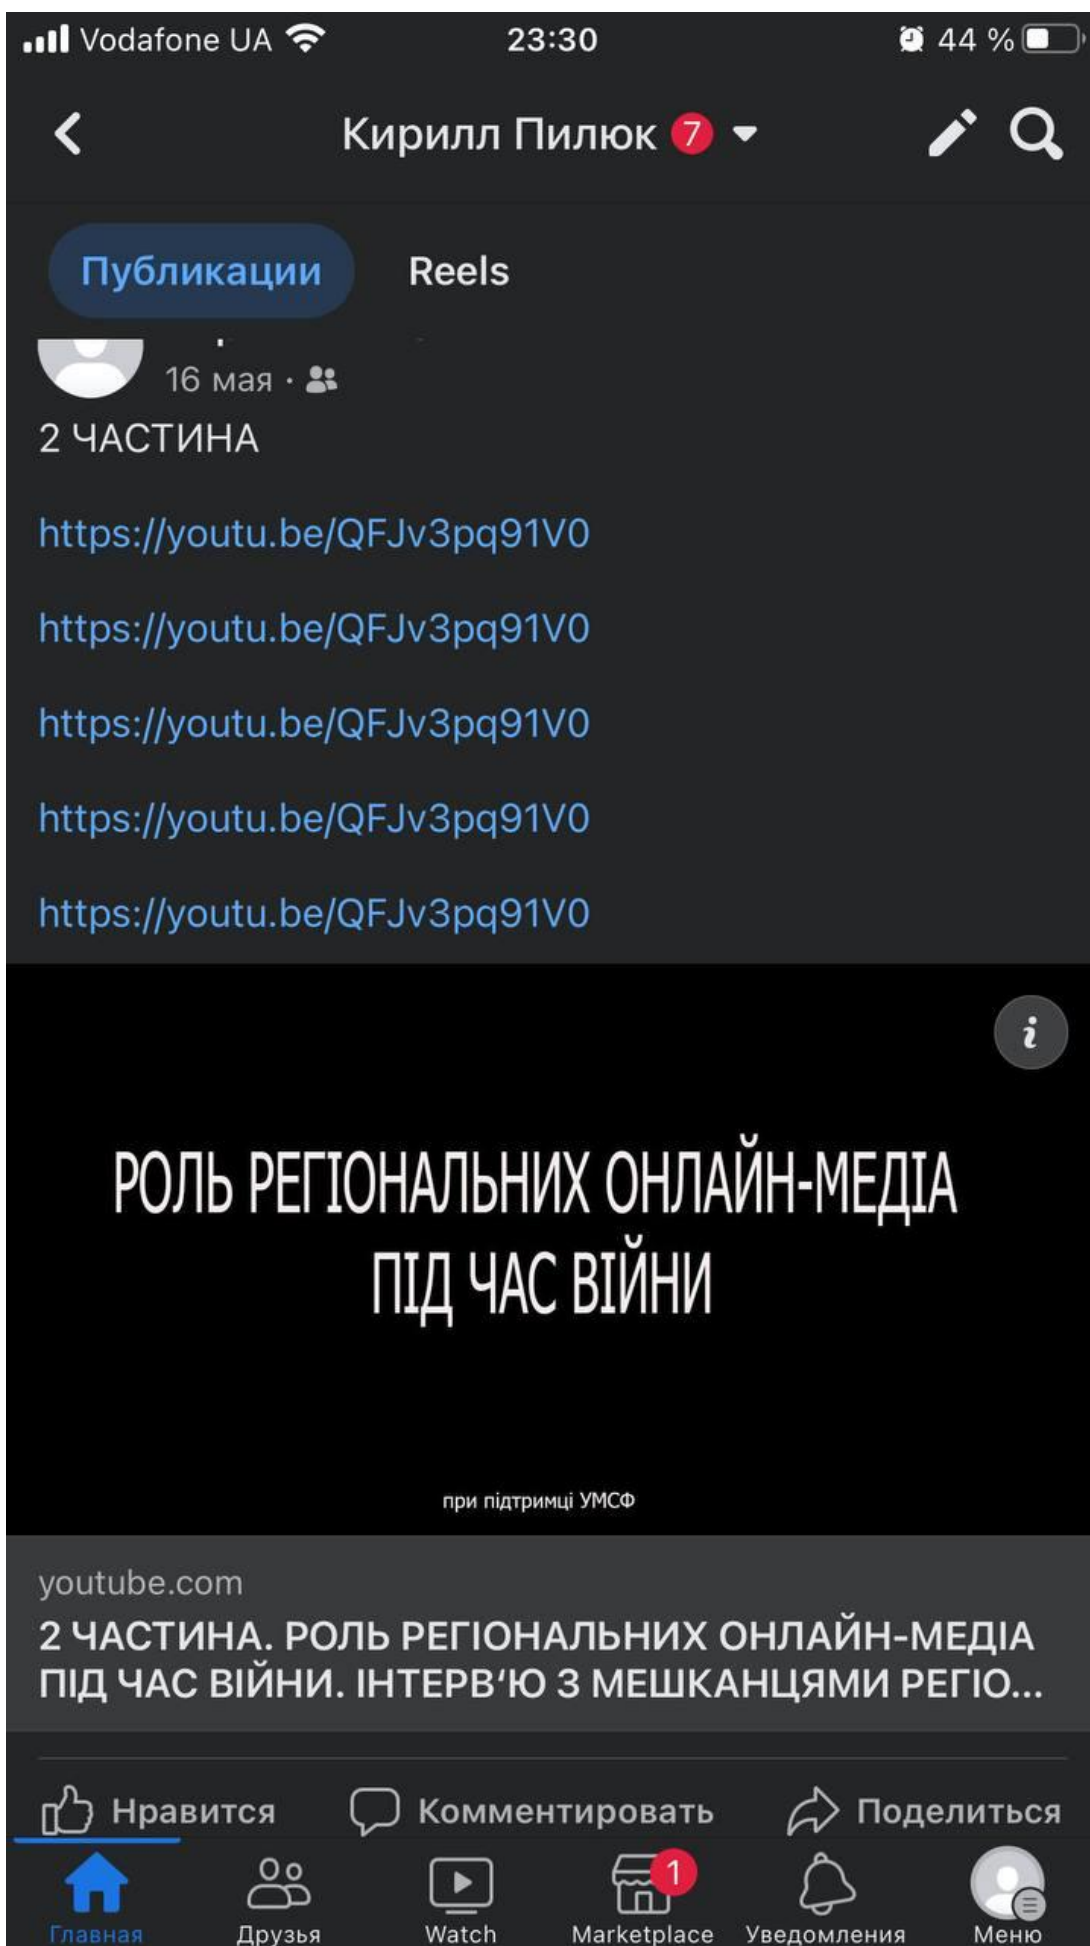 Vodafone UA 23:30 44 %
Кирилл Пилюк 7
Публикации Reels
16 мая ·
2 ЧАСТИНА
https://youtu.be/QFJv3pq91V0
https://youtu.be/QFJv3pq91V0
https://youtu.be/QFJv3pq91V0
https://youtu.be/QFJv3pq91V0
https://youtu.be/QFJv3pq91V0
i
РОЛЬ РЕГІОНАЛЬНИХ ОНЛАЙН-МЕДІА
ПІД ЧАС ВІЙНИ
при підтримці УМСФ
youtube.com
2 ЧАСТИНА. РОЛЬ РЕГІОНАЛЬНИХ ОНЛАЙН-МЕДІА
ПІД ЧАС ВІЙНИ. ІНТЕРВ‘Ю З МЕШКАНЦЯМИ РЕГІО...
Нравится Комментировать Поделиться
1
Главная Друзья Watch Marketplace Уведомления Меню